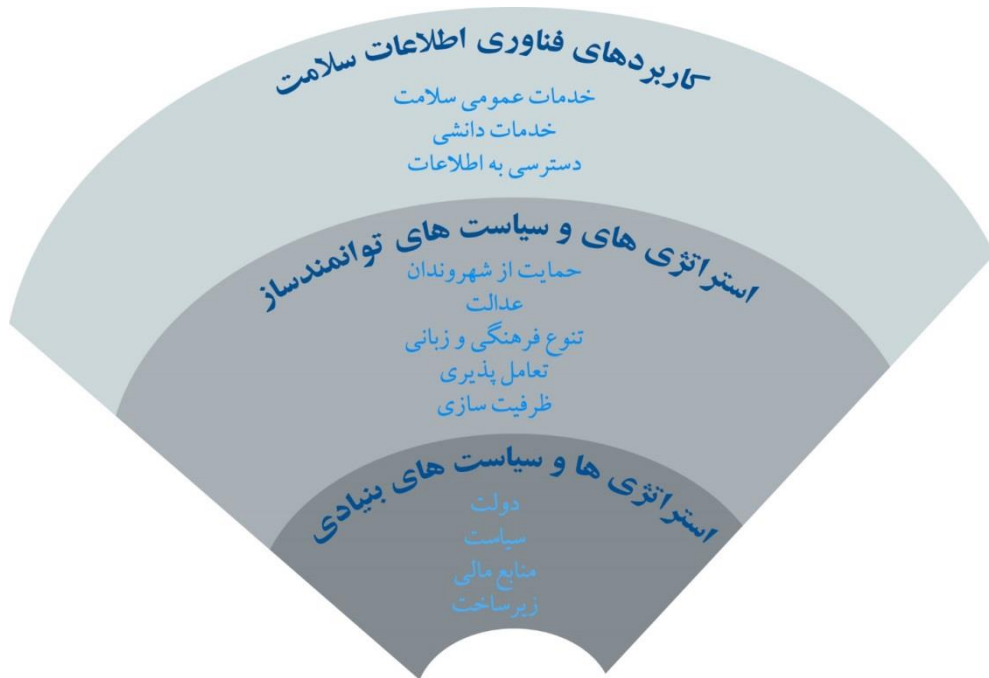 کاربردهای فناوری اطلاعات سلامت
خدمات عمومی سلامت
خدمات دانشی
دسترسی به اطلاعات
استراتژی های و سیاست های توانمندساز
حمایت از شهروندان
عدالت
تنوع فرهنگی و زبانی
تعامل پذیری
ظرفیت سازی
استراتژی ها و سیاست های بنیادی
دولت
سیاست
منابع مالی
زیرساخت